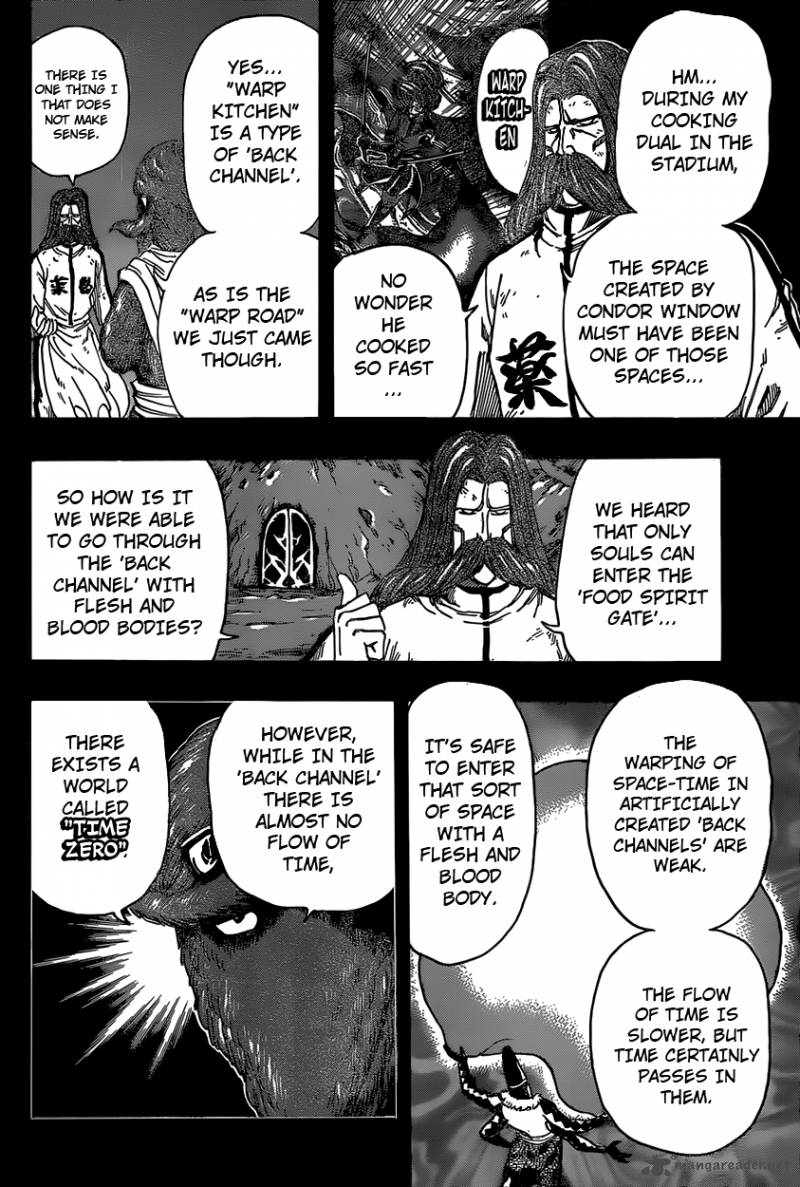 HM...
DURING MY
COOKING
DUAL IN THE
STADIUM,
THE SPACE
CREATED BY
CONDOR WINDOW
MUST HAVE BEEN
ONE OF THOSE
SPACES...
薬
WARP
KITCH-
EN
NO
WONDER
HE
COOKED
SO FAST
...
YES...
"WARP
KITCHEN"
IS A TYPE
OF 'BACK
CHANNEL'.
AS IS THE
"WARP ROAD"
WE JUST CAME
THOUGH.
THERE IS
ONE THING I
THAT DOES
NOT MAKE
SENSE.
薬
WE HEARD
THAT ONLY
SOULS CAN
ENTER THE
'FOOD SPIRIT
GATE'...
SO HOW IS IT
WE WERE ABLE
TO GO THROUGH
THE 'BACK
CHANNEL' WITH
FLESH AND
BLOOD BODIES?
THE
WARPING OF
SPACE-TIME IN
ARTIFICIALLY
CREATED 'BACK
CHANNELS' ARE
WEAK.
THE FLOW
OF TIME IS
SLOWER, BUT
TIME CERTAINLY
PASSES IN
THEM.
IT'S SAFE
TO ENTER
THAT SORT
OF SPACE
WITH A
FLESH AND
BLOOD
BODY.
HOWEVER,
WHILE IN THE
'BACK CHANNEL'
THERE IS
ALMOST NO
FLOW OF
TIME,
THERE
EXISTS A
WORLD
CALLED
"TIME
ZERO".
mangareader.net